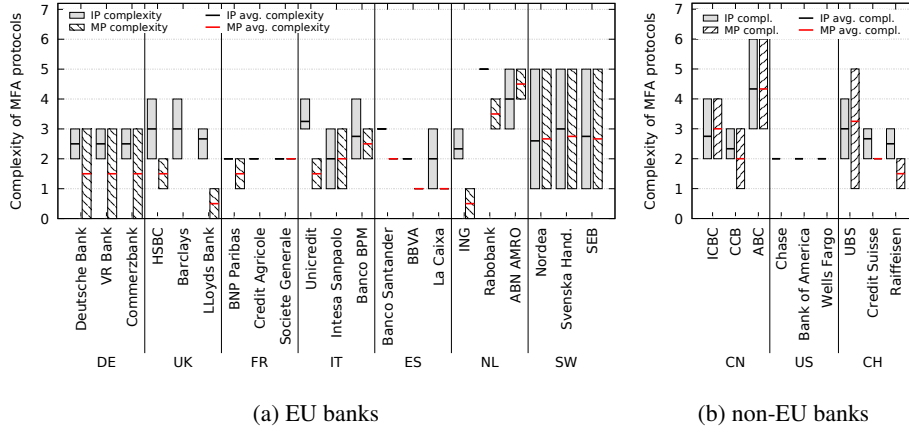 Complexity of MFA protocols
7
6
5
4
3
2
1
0
IP complexity
MP complexity
IP avg. complexity
MP avg. complexity
Deutsche Bank
VR Bank
Commerzbank
HSBC
Barclays
LLoyds Bank
BNP Paribas
Credit Agricole
Societe Generale
Unicredit
Intesa Sanpaolo
Banco BPM
Banco Santander
BBVA
La Caixa
ING
Rabobank
ABN AMRO
Nordea
Svenska Hand.
SEB
DE
UK
FR
IT
ES
NL
SW
(a) EU banks
Complexity of MFA protocols
7
6
5
4
3
2
1
0
IP compl.
MP compl.
IP avg. compl.
MP avg. compl.
ICBC
CCB
ABC
Chase
Bank of America
Wells Fargo
UBS
Credit Suisse
Raiffeisen
CN
US
CH
(b) non-EU banks